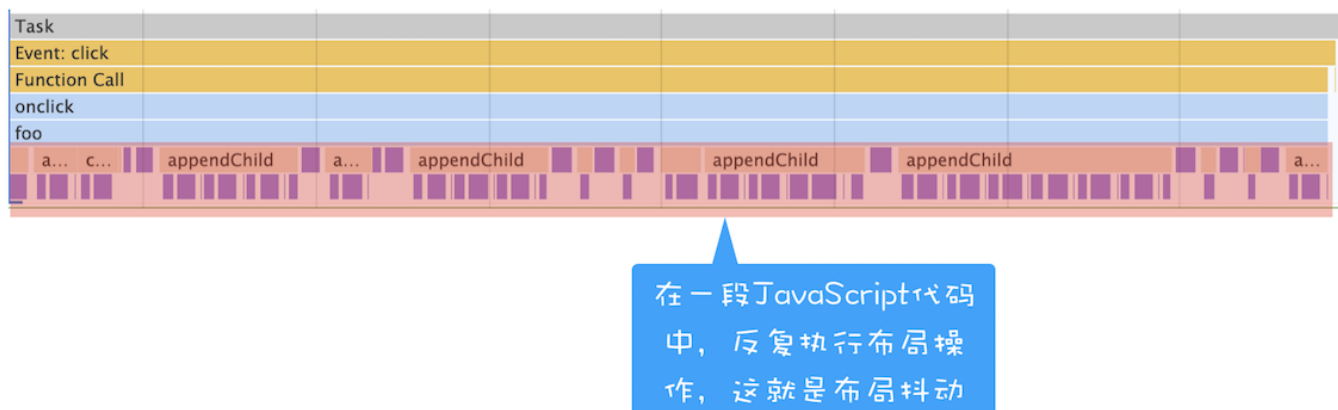 Task
Event: click
Function Call
onclick
foo
a... c... appendChild a... appendChild appendChild appendChild a...
在一段JavaScript代码
中，反复执行布局操
作，这就是布局抖动